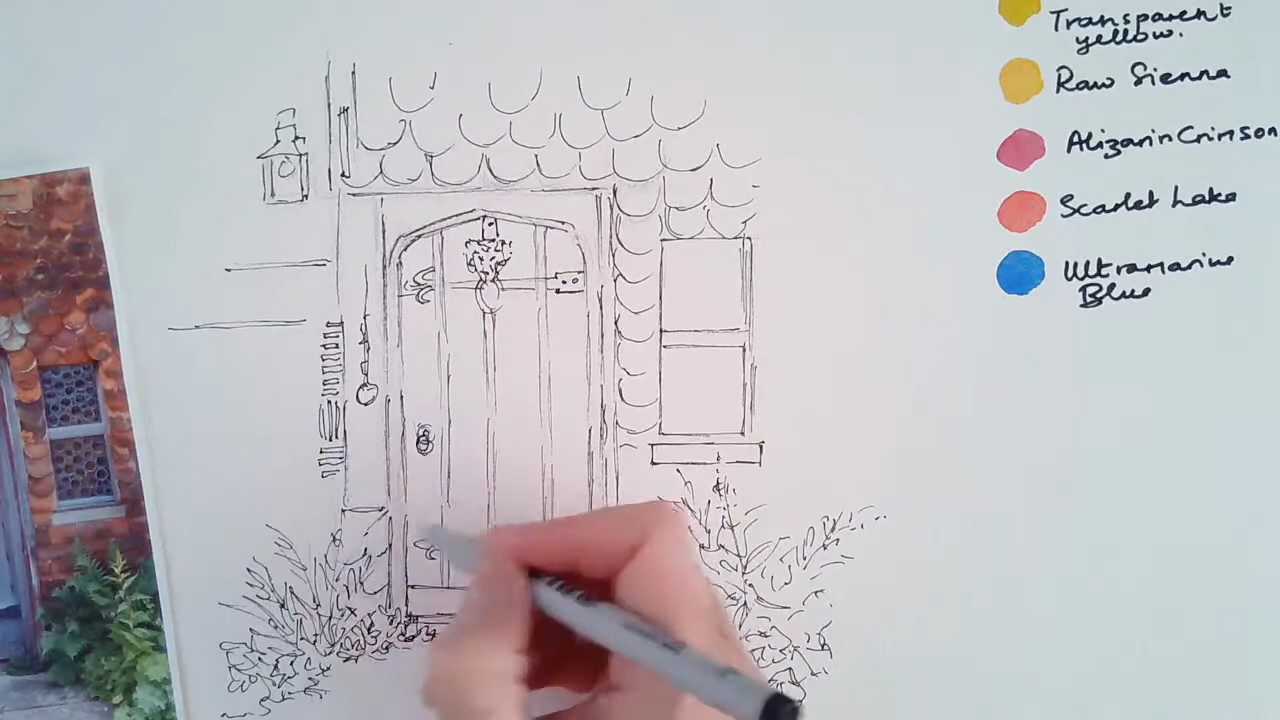 Transparent
yellow.
Raw Sienna
Alizarin Crimson
Scarlet Lake
Ultramarine
Blue